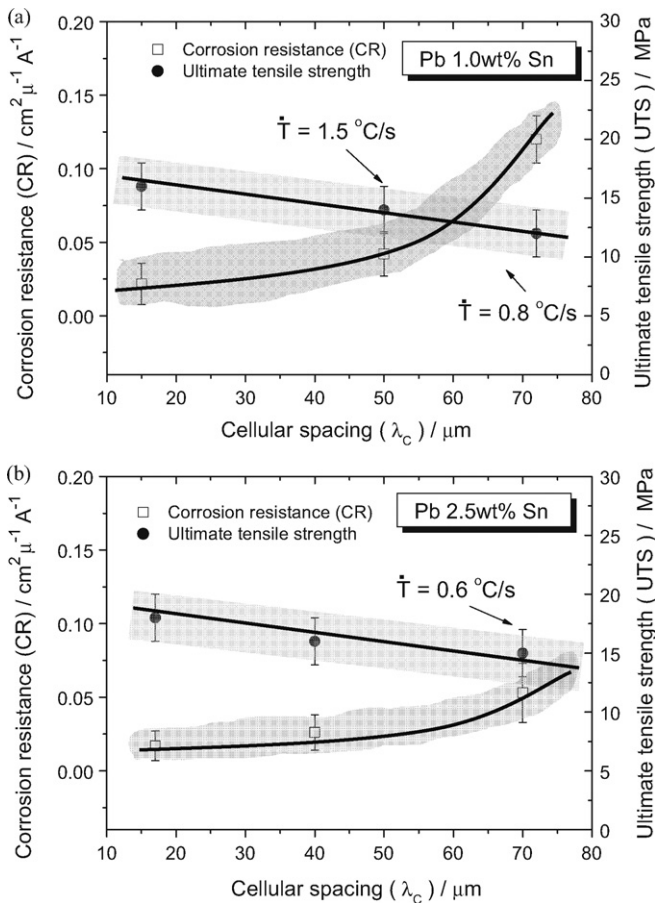 (a)
0.20
0.15
0.10
0.05
0.00
Corrosion resistance (CR) / cm² μ⁻¹ A⁻¹
Corrosion resistance (CR)
Ultimate tensile strength
Pb 1.0wt% Sn
Ṫ = 1.5 °C/s
Ṫ = 0.8 °C/s
30
25
20
15
10
5
0
Ultimate tensile strength ( UTS ) / MPa
10 20 30 40 50 60 70 80
Cellular spacing ( λC ) / μm
(b)
0.20
0.15
0.10
0.05
0.00
Corrosion resistance (CR) / cm² μ⁻¹ A⁻¹
Corrosion resistance (CR)
Ultimate tensile strength
Pb 2.5wt% Sn
Ṫ = 0.6 °C/s
30
25
20
15
10
5
0
Ultimate tensile strength ( UTS ) / MPa
10 20 30 40 50 60 70 80
Cellular spacing ( λC ) / μm